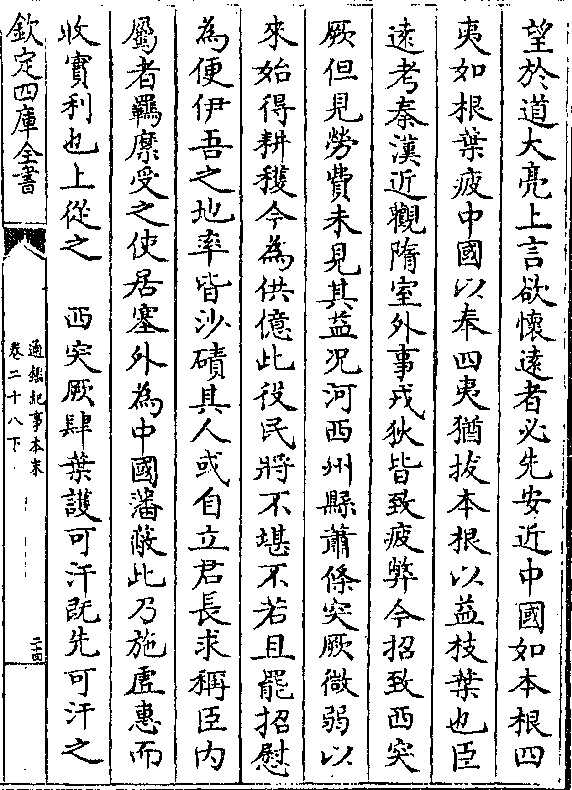 望於道大亮上言欲懷遠者必先安近中國如本根四
夷如根葉疲中國以奉四夷猶拔本根以益枝葉也臣
遠考秦漢近觀隋室外事戎狄皆致疲弊今招致西突
厥但見勞費未見其益况河西州縣蕭條突厥微弱以
來始得耕穫今為供億此役民將不堪不若且罷招慰
為便伊吾之地率皆沙磧其人或自立君長求稱臣内
屬者羈縻受之使居塞外為中國藩蔽此乃施虚惠而
收實利也上從之　西突厥肆葉護可汗既先可汗之
欽定四庫全書
通鑑紀事本末
卷二十八下
二十四